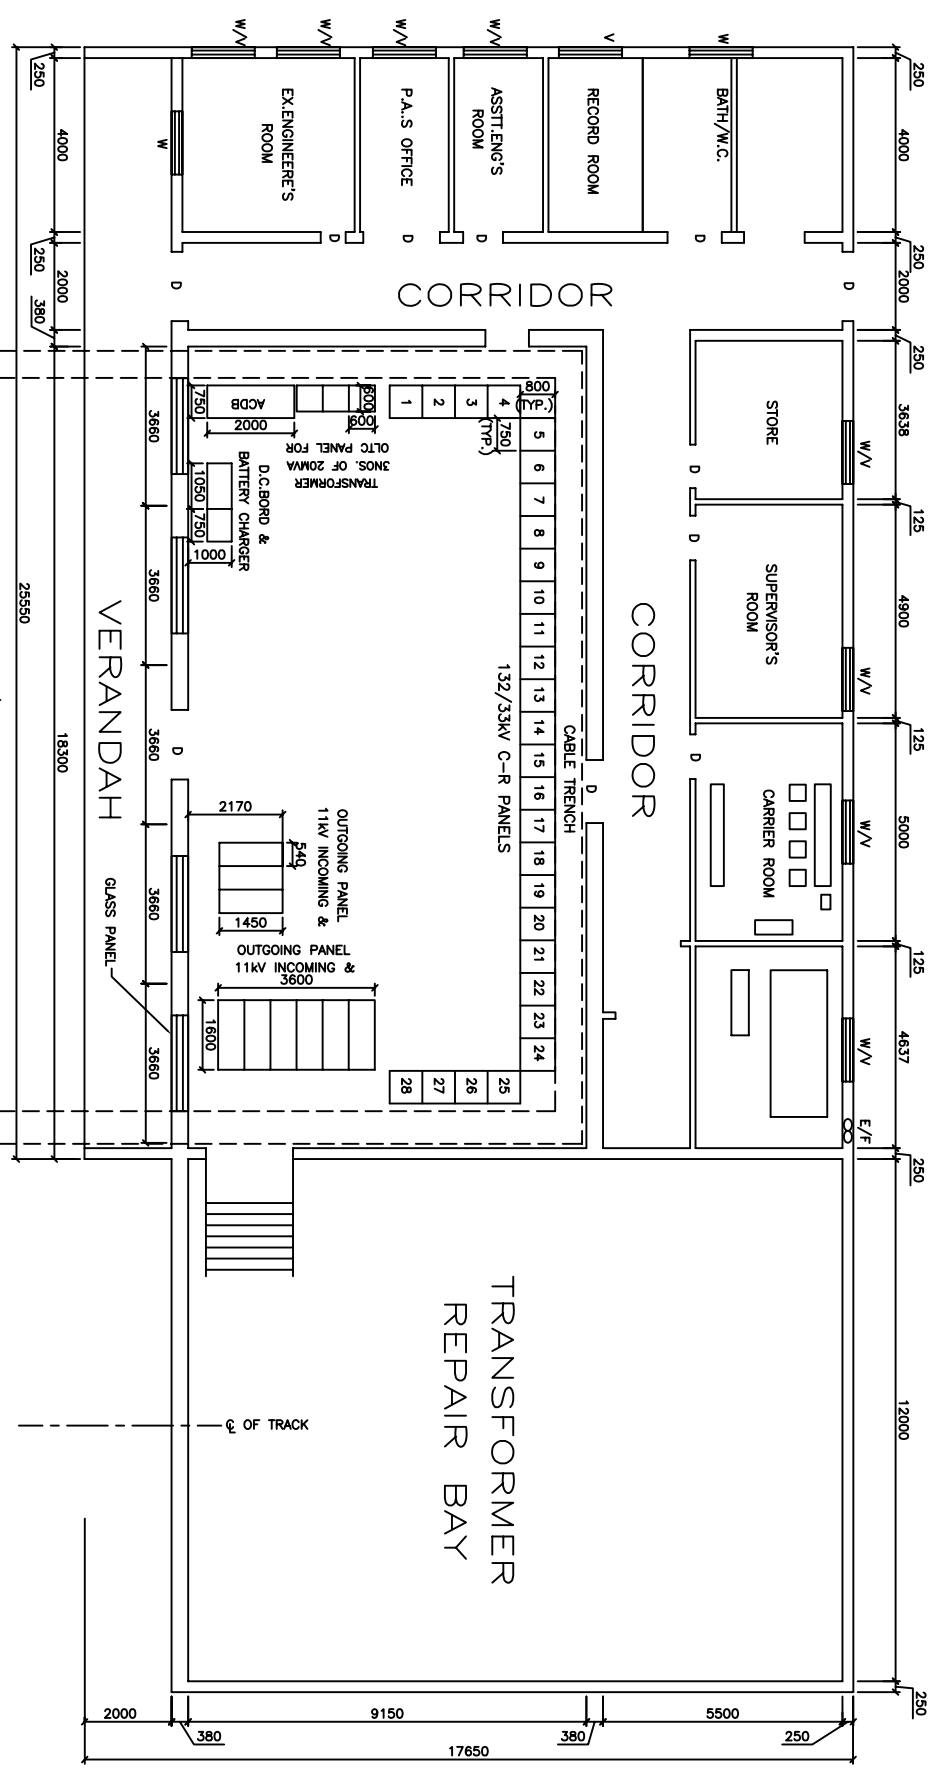 W/V
W/V
W/V
W/V
V
W
250
4000
250
2000
380
18300
25550
250
4000
250
2000
250
3638
125
4900
125
5000
125
4637
250
12000
250
W
EX.ENGINEERE'S
ROOM
P.A..S OFFICE
ASSTT.ENG'S
ROOM
RECORD ROOM
BATH/W.C.
D
D
D
D
D
D
CORRIDOR
STORE
W/V
D
SUPERVISOR'S
ROOM
W/V
D
CARRIER ROOM
W/V
D
W/V
E/F
CORRIDOR
D
CABLE TRENCH
132/33kV C-R PANELS
800
(TYP.)
750
(TYP.)
1
2
3
4
5
6
7
8
9
10
11
12
13
14
15
16
17
18
19
20
21
22
23
24
25
26
27
28
ACDB
750
2000
600
600
OLTC PANEL FOR
3NOS. OF 20MVA
TRANSFORMER
D.C.BORD &
BATTERY CHARGER
1050
750
1000
3660
3660
3660
3660
3660
D
VERANDAH
GLASS PANEL
2170
540
1450
11kV INCOMING &
OUTGOING PANEL
OUTGOING PANEL
11kV INCOMING &
3600
1600
TRANSFORMER
REPAIR BAY
℄ OF TRACK
2000
380
9150
380
5500
250
17650